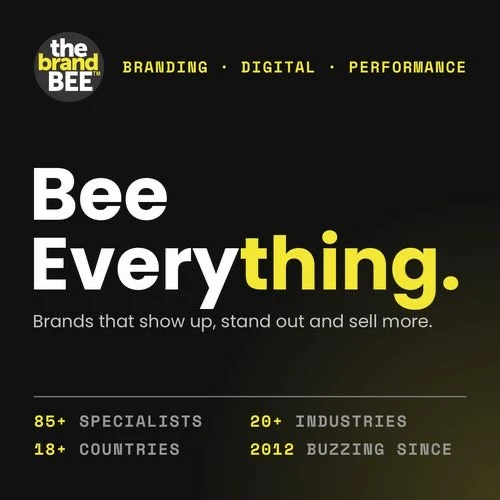 the
brand
BEE™
BRANDING · DIGITAL · PERFORMANCE
Bee
Everything.
Brands that show up, stand out and sell more.
85+ SPECIALISTS
20+ INDUSTRIES
18+ COUNTRIES
2012 BUZZING SINCE